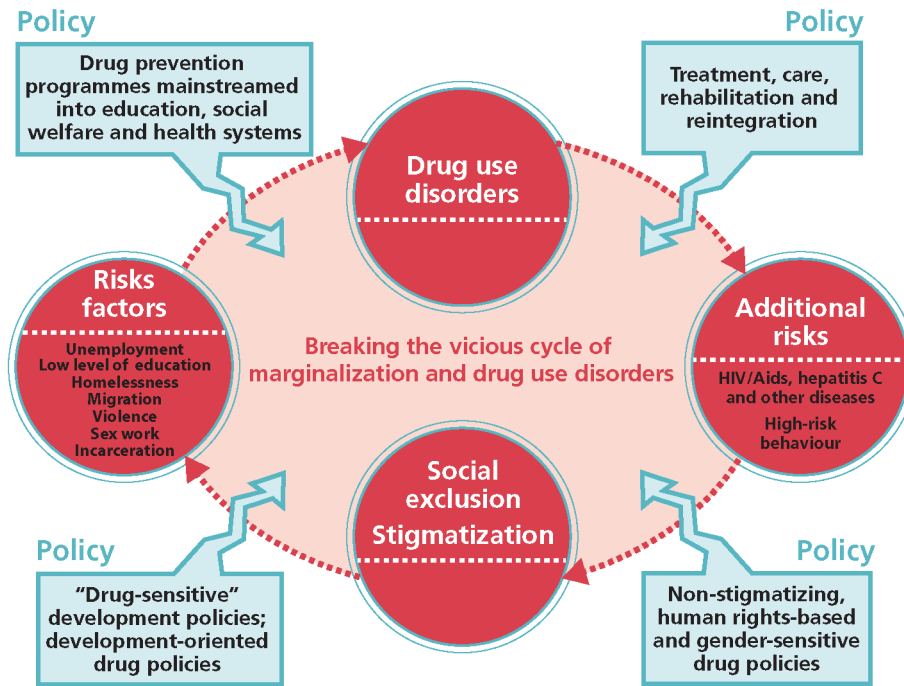 Policy
Drug prevention
programmes mainstreamed
into education, social
welfare and health systems
Policy
Treatment, care,
rehabilitation and
reintegration
Drug use
disorders
Risks
factors
Unemployment
Low level of education
Homelessness
Migration
Violence
Sex work
Incarceration
Breaking the vicious cycle of
marginalization and drug use disorders
Additional
risks
HIV/Aids, hepatitis C
and other diseases
High-risk
behaviour
Social
exclusion
Stigmatization
Policy
"Drug-sensitive"
development policies;
development-oriented
drug policies
Policy
Non-stigmatizing,
human rights-based
and gender-sensitive
drug policies